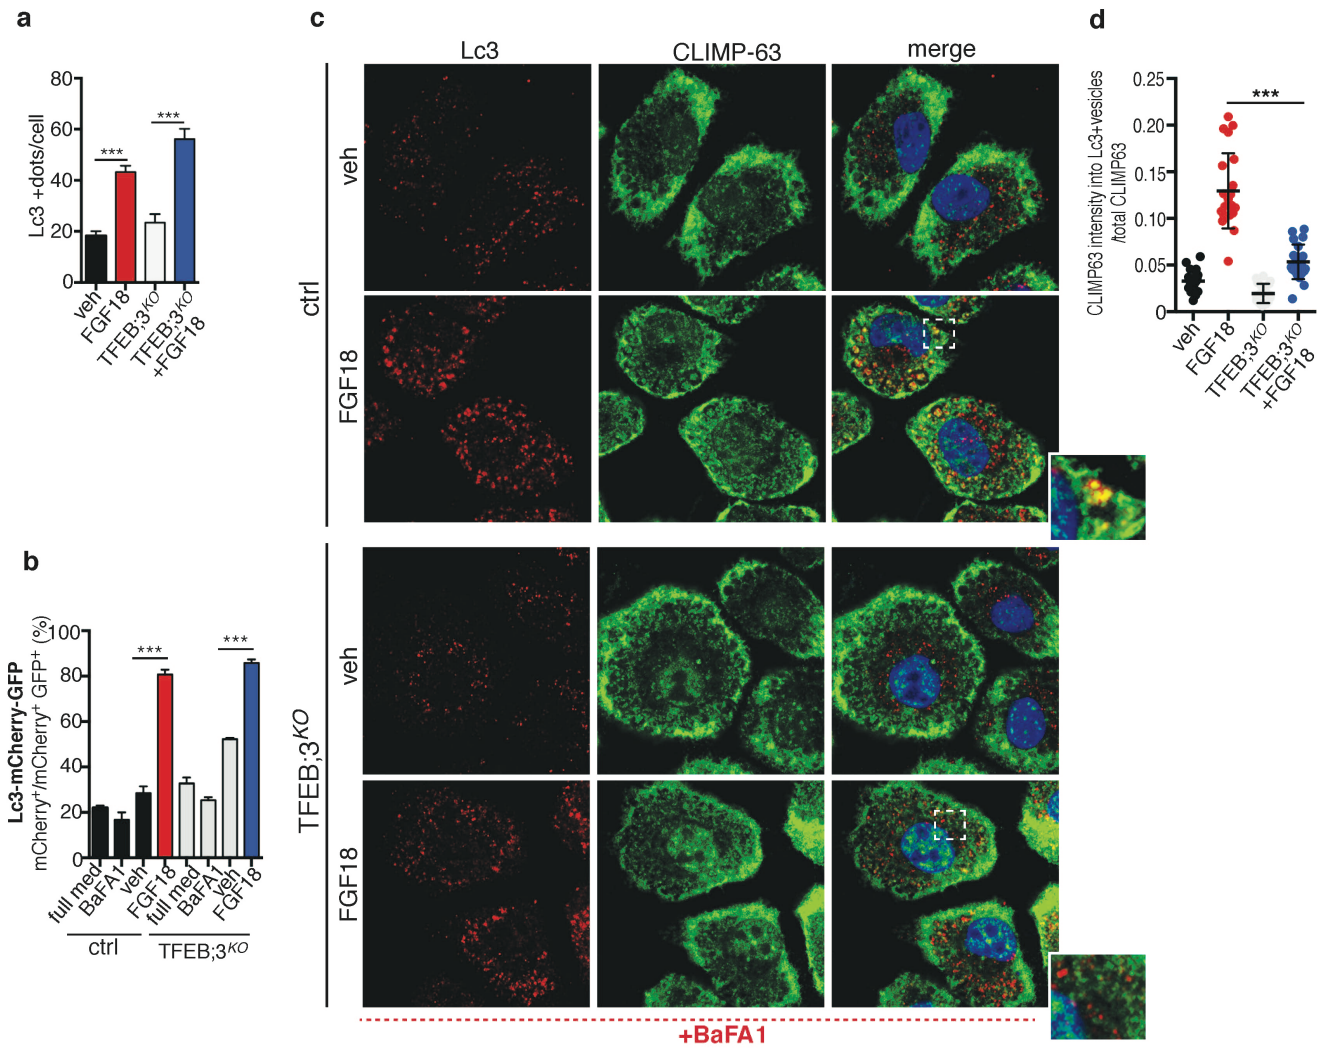 a
Lc3 +dots/cell
80
60
40
20
0
***
***
veh
FGF18
TFEB;3KO
TFEB;3KO
+FGF18
b
Lc3-mCherry-GFP
mCherry+/mCherry+ GFP+ (%)
100
80
60
40
20
0
***
***
full med
BaFA1
veh
FGF18
full med
BaFA1
veh
FGF18
ctrl
TFEB;3KO
c
Lc3
CLIMP-63
merge
ctrl
veh
FGF18
TFEB;3KO
veh
FGF18
+BaFA1
d
CLIMP63 intensity into Lc3+vesicles
/total CLIMP63
0.25
0.20
0.15
0.10
0.05
0
***
veh
FGF18
TFEB;3KO
TFEB;3KO
+FGF18